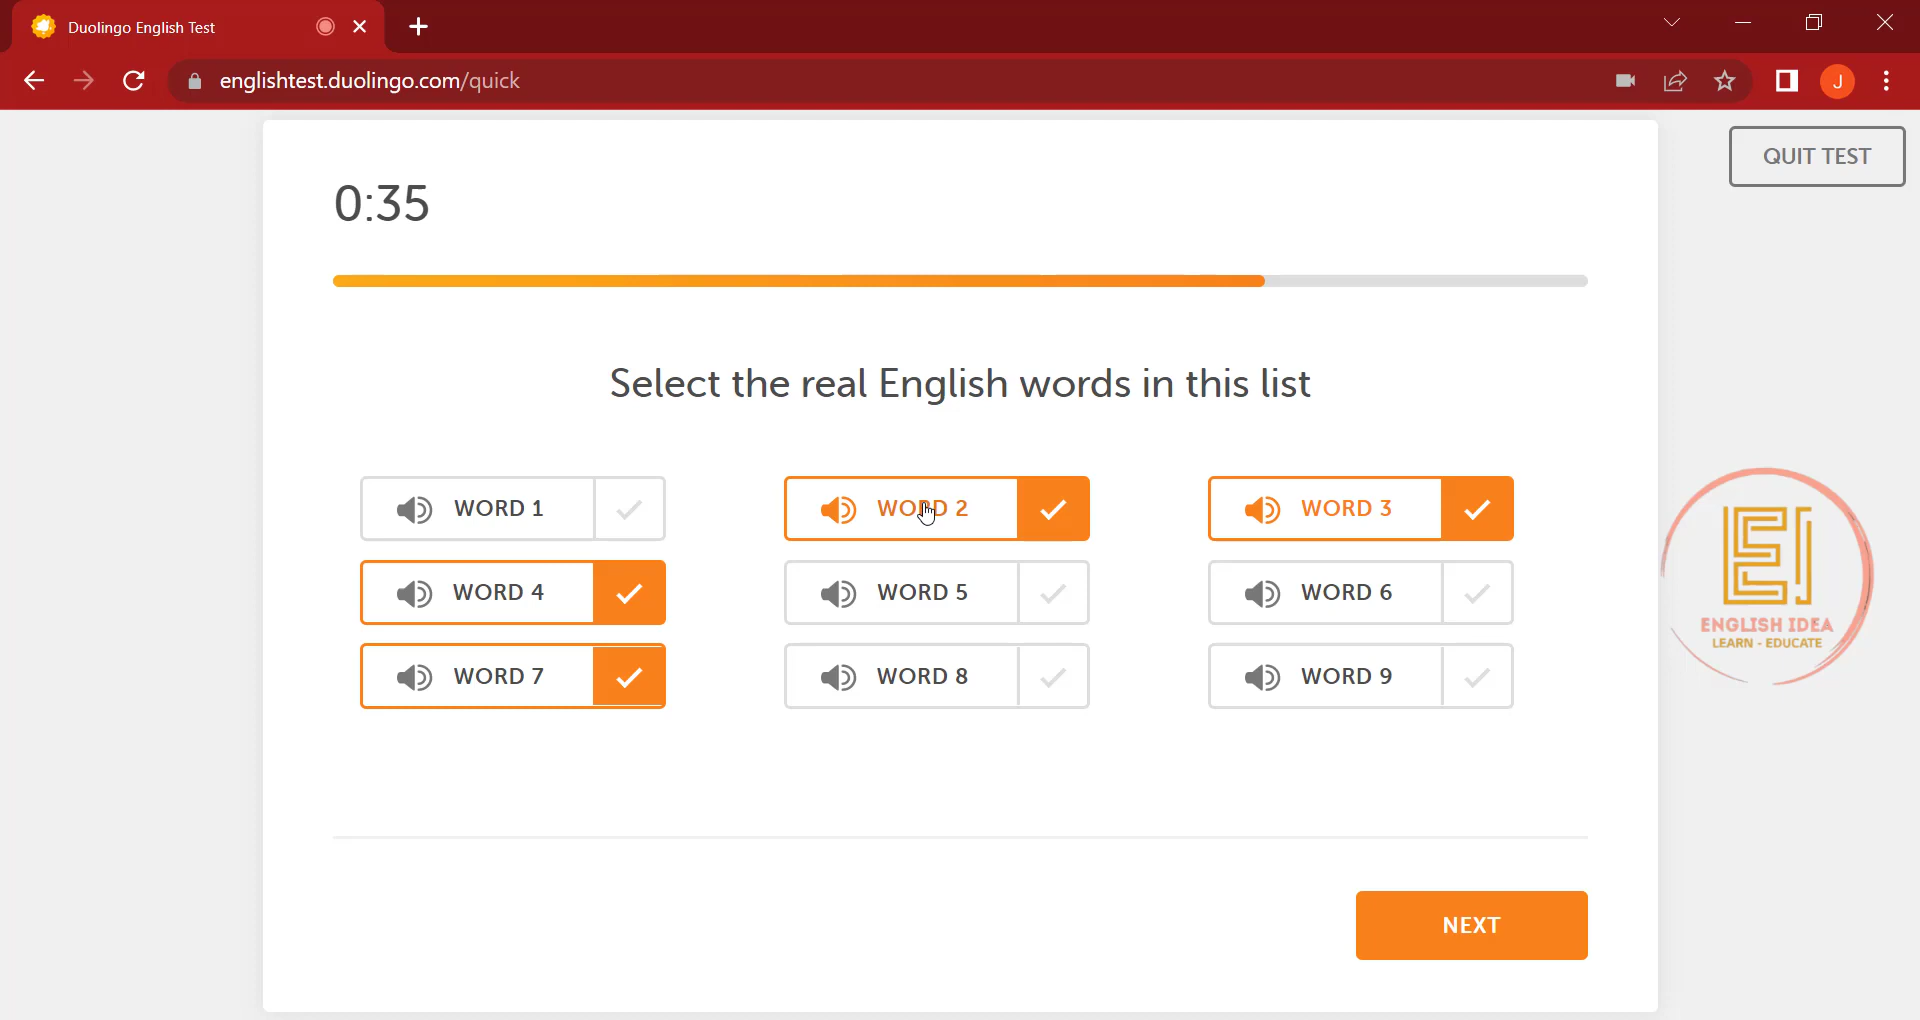 Duolingo English Test
englishtest.duolingo.com/quick
J
QUIT TEST
0:35
Select the real English words in this list
WORD 1
WORD 2
WORD 3
WORD 4
WORD 5
WORD 6
WORD 7
WORD 8
WORD 9
EI
ENGLISH IDEA
LEARN - EDUCATE
NEXT